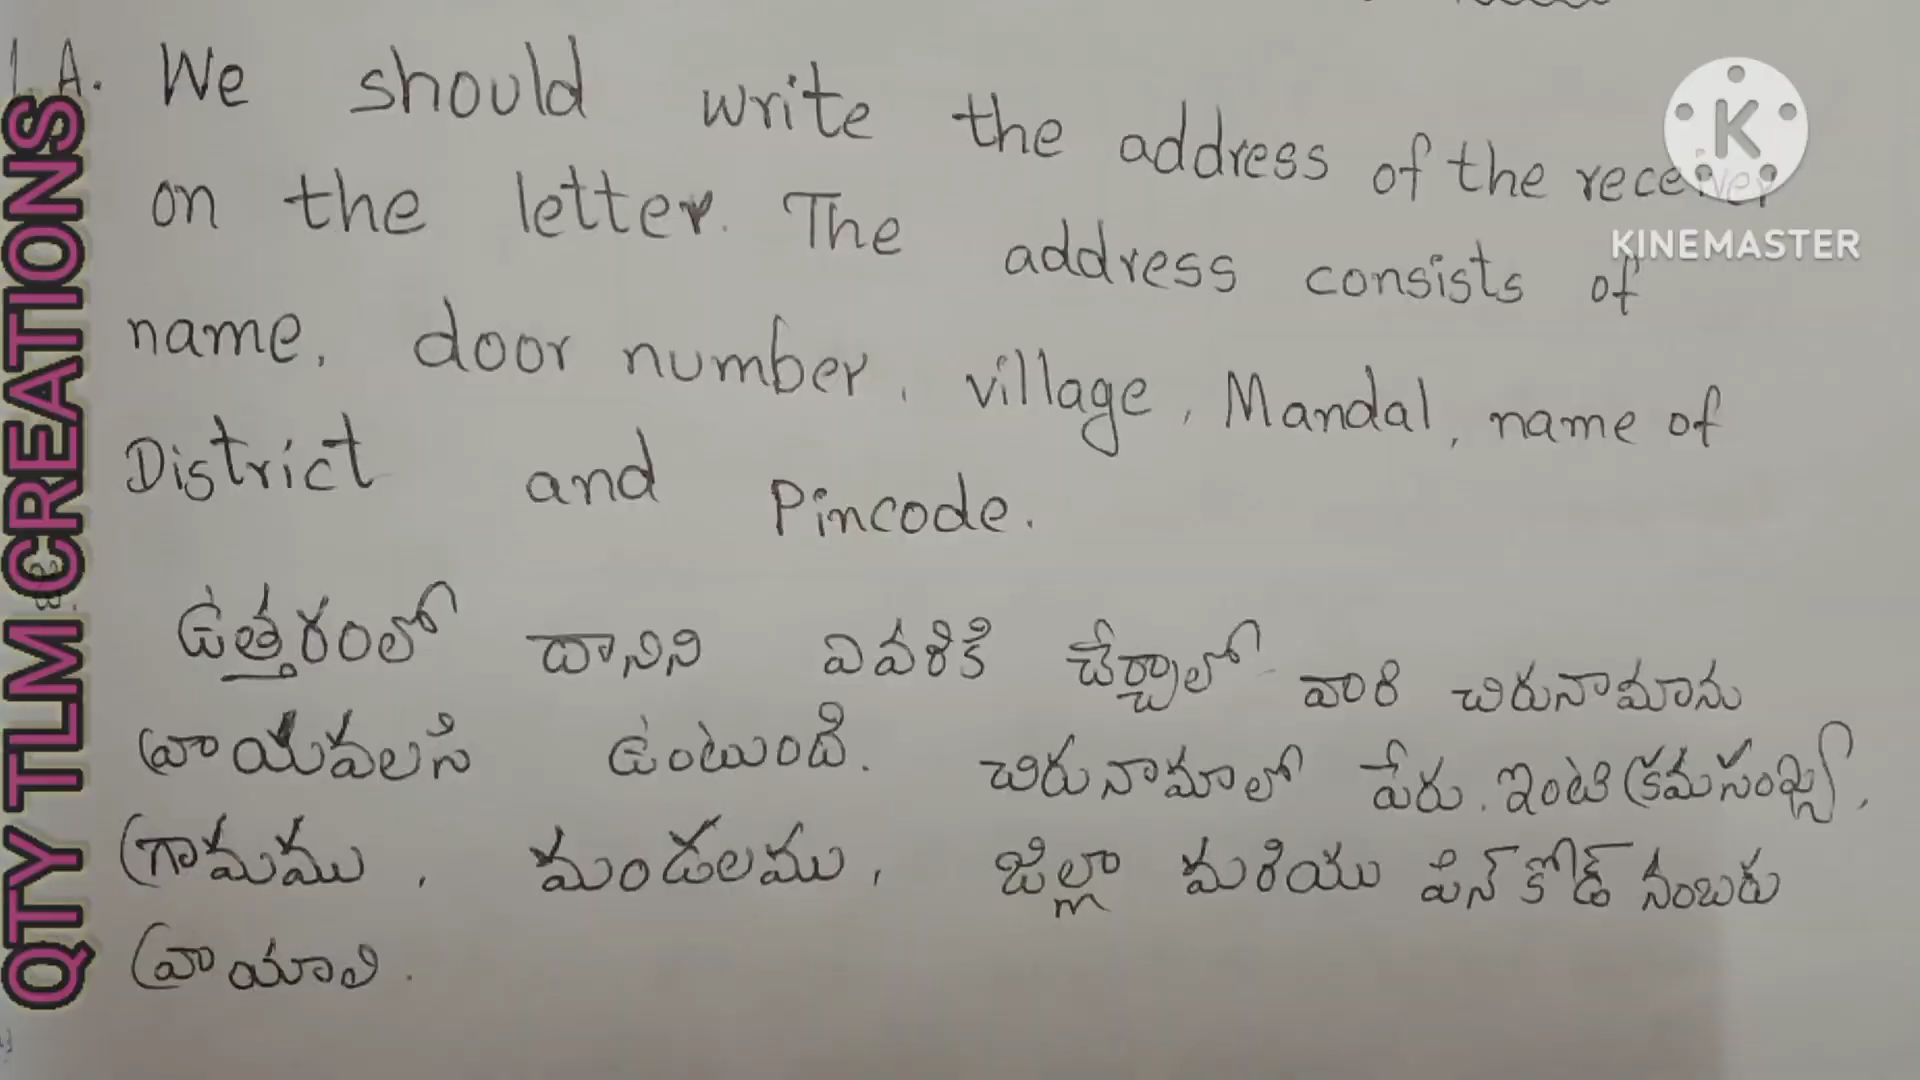 1.A. We should write the address of the receiver
on the letter. The address consists of
name, door number, village, Mandal, name of
District and Pincode.
ఉత్తరంలో దానిని ఎవరికి చేర్చాలో వారి చిరునామాను
వ్రాయవలసి ఉంటుంది. చిరునామాలో పేరు, ఇంటి క్రమసంఖ్య,
గ్రామము, మండలము, జిల్లా మరియు పిన్ కోడ్ నంబరు
వ్రాయాలి.
QTY TLM CREATIONS
K
KINEMASTER